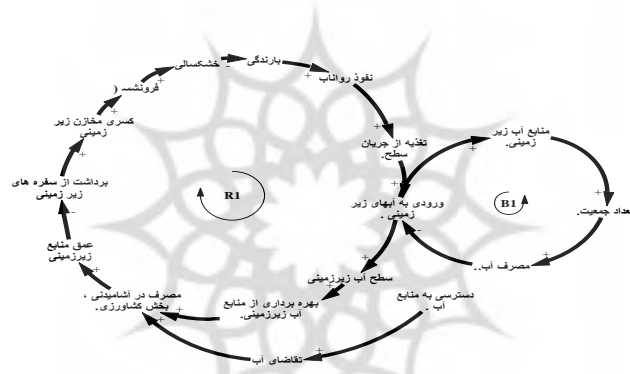 بارندگی
-
خشکسالی
+
نفوذ رواناب
+
فرونشسـ (
+
کسری مخازن زیر
زمینی
+
+
تغذیه از جریان
سطح.
+
منابع آب زیر
زمینی.
+
+
برداشت از سفره های
زیر زمینی
R1
ورودی به آبهای زیر
زمینی .
B1
+
عداد جمعیت.
-
-
عمق منابع
زیرزمینی
+
سطح آب زیرزمینی
مصرف آب..
+
+
مصرف در آشامیدنی ،
بخش کشاورزی.
+
+
بهره برداری از منابع
آب زیرزمینی.
+
دسترسی به منابع
آب .
تقاضای آب
+